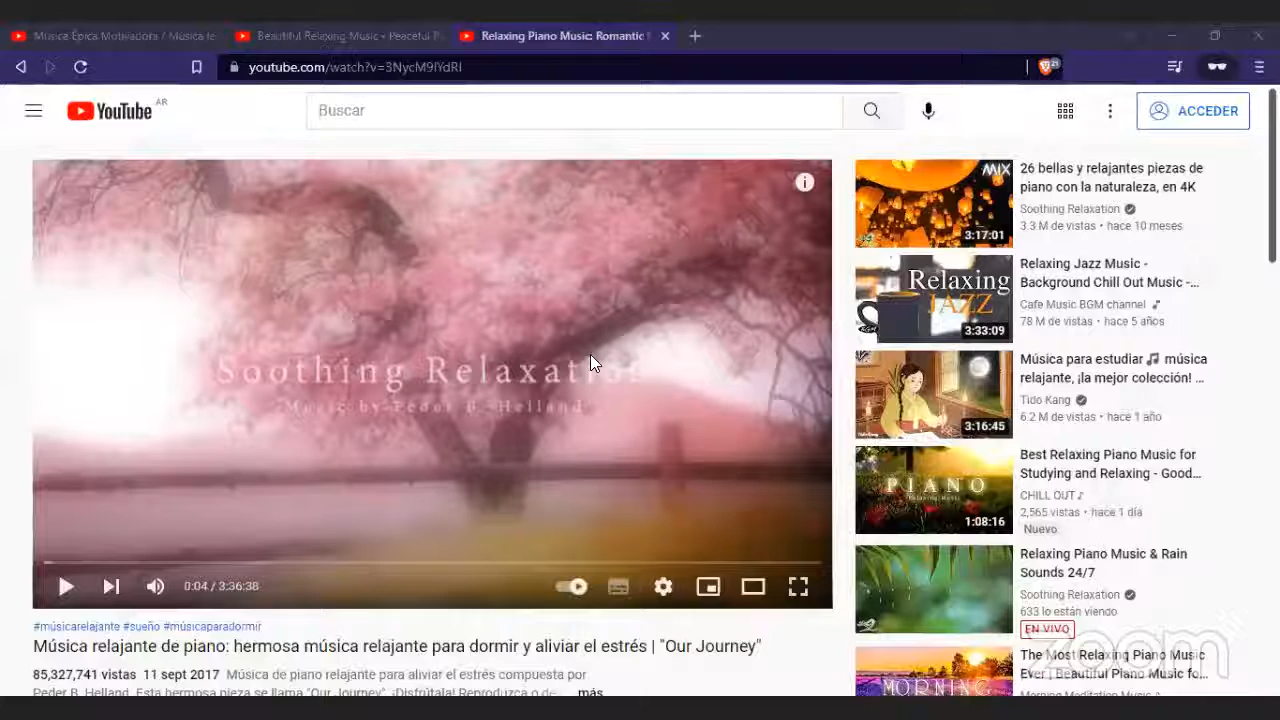 Música Épica Motivadora / Música te
Beautiful Relaxing Music • Peaceful P
Relaxing Piano Music: Romantic
youtube.com/watch?v=3NycM9lYdRI
21
YouTube AR
Buscar
ACCEDER
Soothing Relaxation
Music by Peder B. Helland
0:04 / 3:36:38
#músicarelajante #sueño #músicaparadormir
Música relajante de piano: hermosa música relajante para dormir y aliviar el estrés | "Our Journey"
85,327,741 vistas 11 sept 2017 Música de piano relajante para aliviar el estrés compuesta por
Peder B. Helland. Esta hermosa pieza se llama "Our Journey". ¡Disfrútala! Reproduzca o de... más
MIX
3:17:01
26 bellas y relajantes piezas de
piano con la naturaleza, en 4K
Soothing Relaxation
3.3 M de vistas • hace 10 meses
Relaxing
JAZZ
BGM
3:33:09
Relaxing Jazz Music -
Background Chill Out Music -...
Cafe Music BGM channel
78 M de vistas • hace 5 años
3:16:45
Música para estudiar 🎵 música
relajante, ¡la mejor colección! ...
Tido Kang
6.2 M de vistas • hace 1 año
PIANO
Relaxing Music
1:08:16
Best Relaxing Piano Music for
Studying and Relaxing - Good...
CHILL OUT♪
2,565 vistas • hace 1 día
Nuevo
Relaxing Piano Music & Rain
Sounds 24/7
Soothing Relaxation
633 lo están viendo
EN VIVO
MORNING
The Most Relaxing Piano Music
Ever | Beautiful Piano Music fo...
Morning Meditation Music
zoom